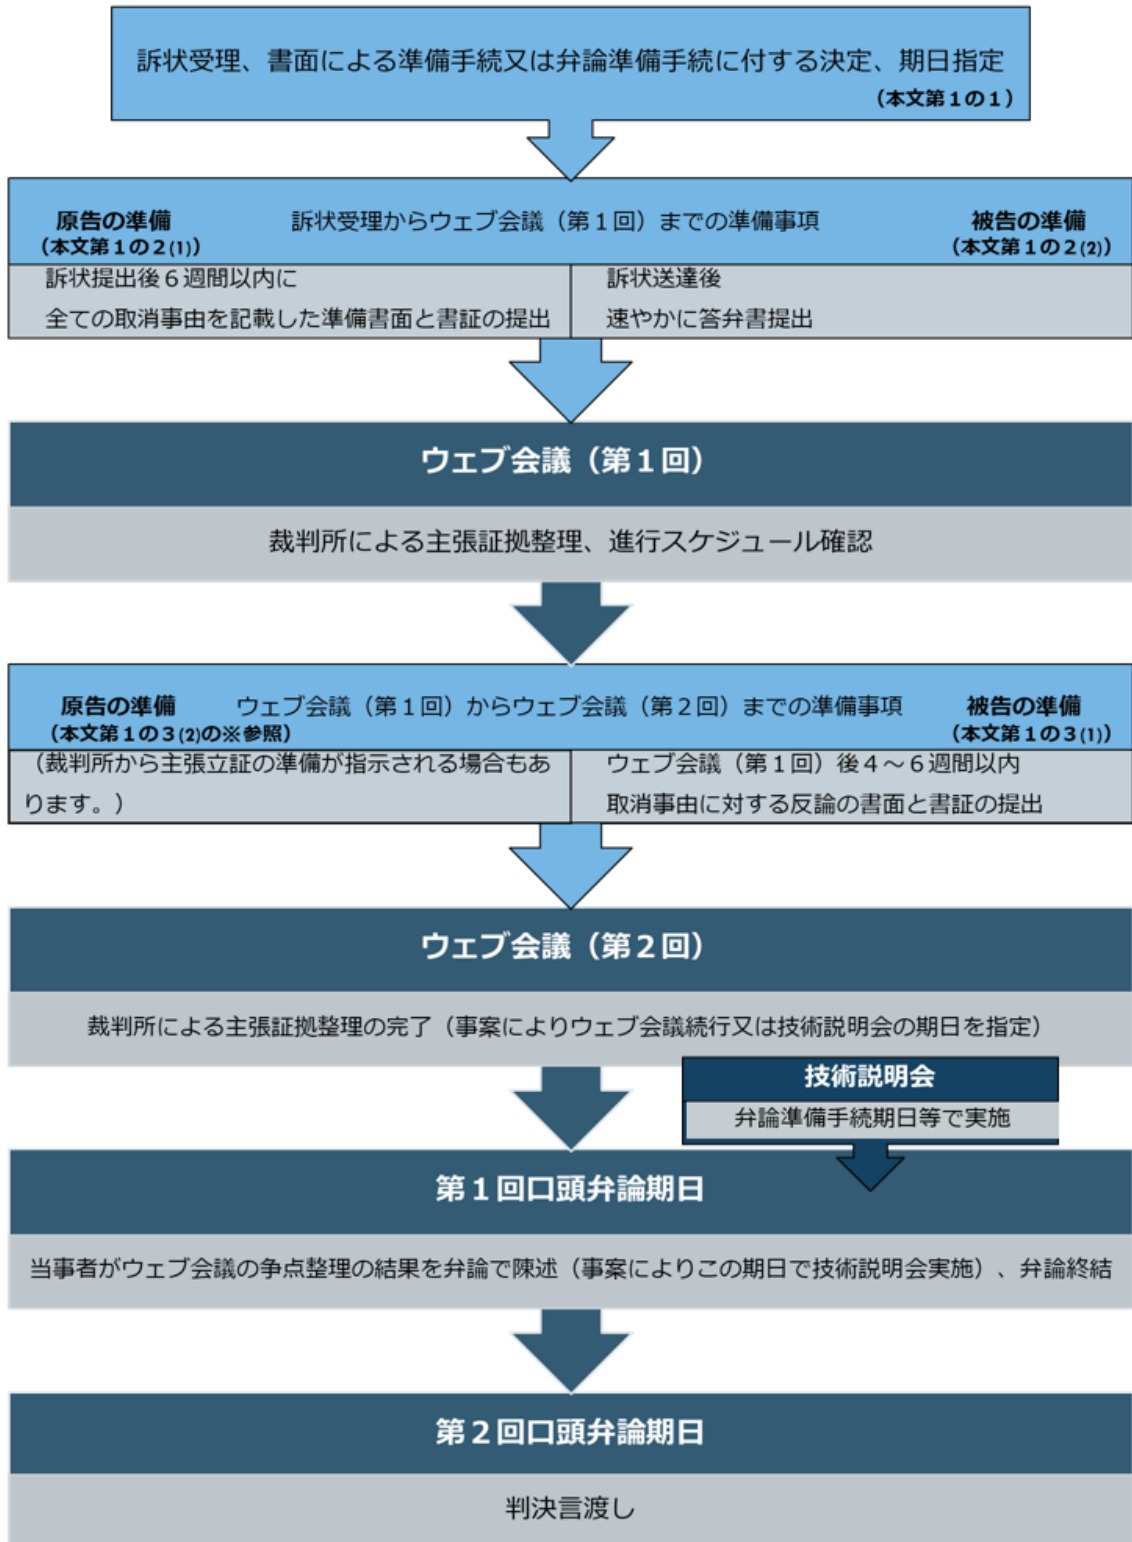 訴状受理、書面による準備手続又は弁論準備手続に付する決定、期日指定
（本文第１の１）
原告の準備
（本文第１の２(1)）
訴状受理からウェブ会議（第１回）までの準備事項
被告の準備
（本文第１の２(2)）
訴状提出後６週間以内に
全ての取消事由を記載した準備書面と書証の提出
訴状送達後
速やかに答弁書提出
ウェブ会議（第１回）
裁判所による主張証拠整理、進行スケジュール確認
原告の準備
（本文第１の３(2)の※参照）
ウェブ会議（第１回）からウェブ会議（第２回）までの準備事項
被告の準備
（本文第１の３(1)）
（裁判所から主張立証の準備が指示される場合もあ
ります。）
ウェブ会議（第１回）後４～６週間以内
取消事由に対する反論の書面と書証の提出
ウェブ会議（第２回）
裁判所による主張証拠整理の完了（事案によりウェブ会議続行又は技術説明会の期日を指定）
技術説明会
弁論準備手続期日等で実施
第１回口頭弁論期日
当事者がウェブ会議の争点整理の結果を弁論で陳述（事案によりこの期日で技術説明会実施）、弁論終結
第２回口頭弁論期日
判決言渡し